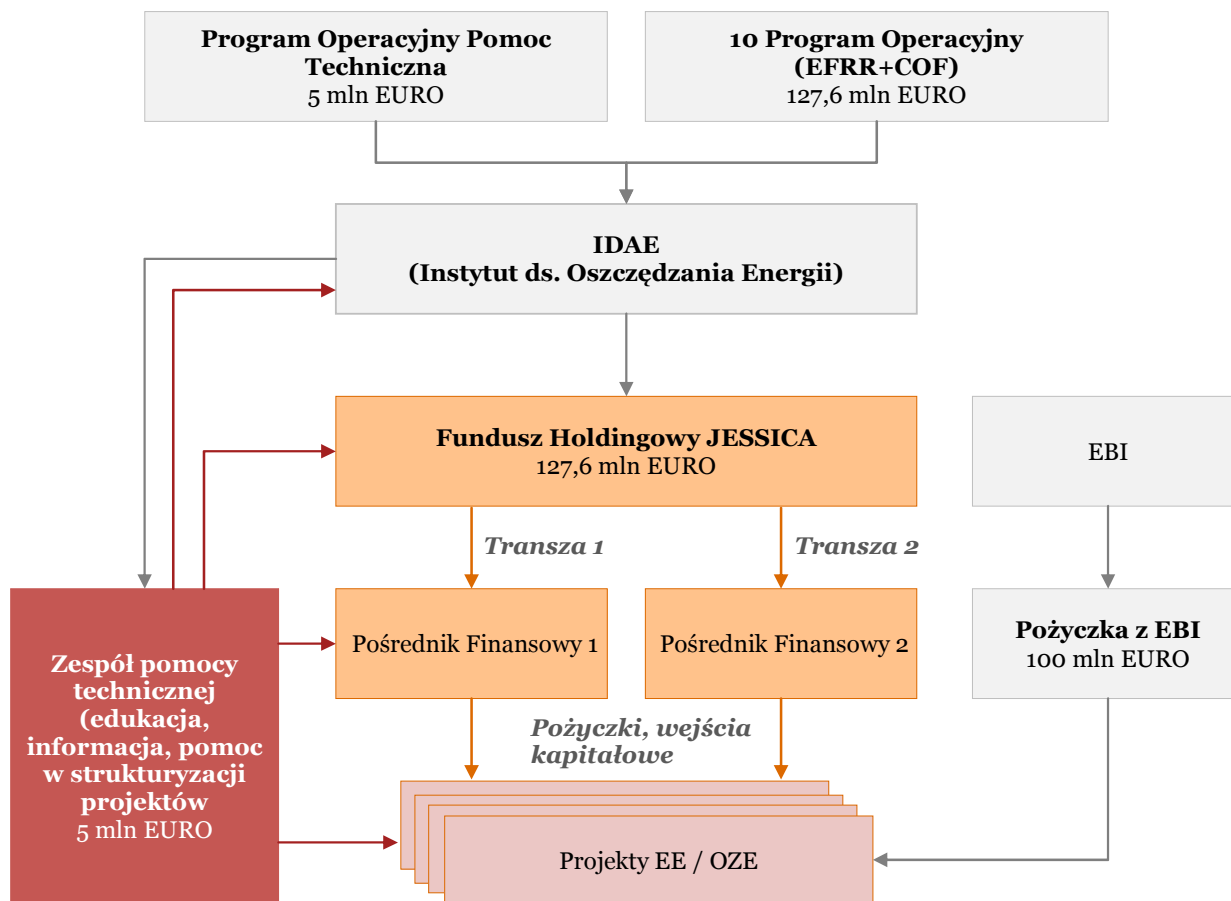 Program Operacyjny Pomoc
Techniczna
5 mln EURO
10 Program Operacyjny
(EFRR+COF)
127,6 mln EURO
IDAE
(Instytut ds. Oszczędzania Energii)
Fundusz Holdingowy JESSICA
127,6 mln EURO
EBI
Transza 1
Transza 2
Pośrednik Finansowy 1
Pośrednik Finansowy 2
Pożyczka z EBI
100 mln EURO
Zespół pomocy
technicznej
(edukacja,
informacja, pomoc
w strukturyzacji
projektów
5 mln EURO
Pożyczki, wejścia
kapitałowe
Projekty EE / OZE